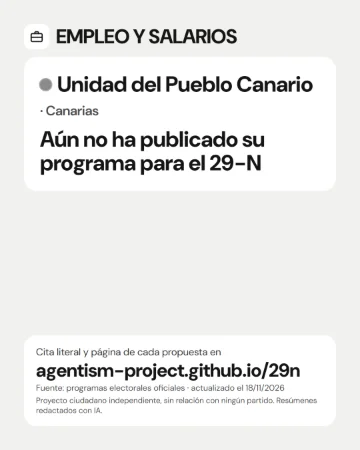 EMPLEO Y SALARIOS
Unidad del Pueblo Canario
· Canarias
Aún no ha publicado su
programa para el 29-N
Cita literal y página de cada propuesta en
agentism-project.github.io/29n
Fuente: programas electorales oficiales · actualizado el 18/11/2026
Proyecto ciudadano independiente, sin relación con ningún partido. Resúmenes
redactados con IA.